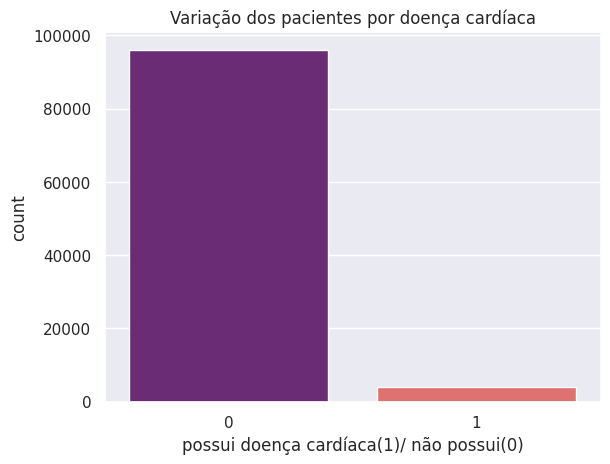 Variação dos pacientes por doença cardíaca
100000
80000
60000
40000
20000
0
count
0 1
possui doença cardíaca(1)/ não possui(0)